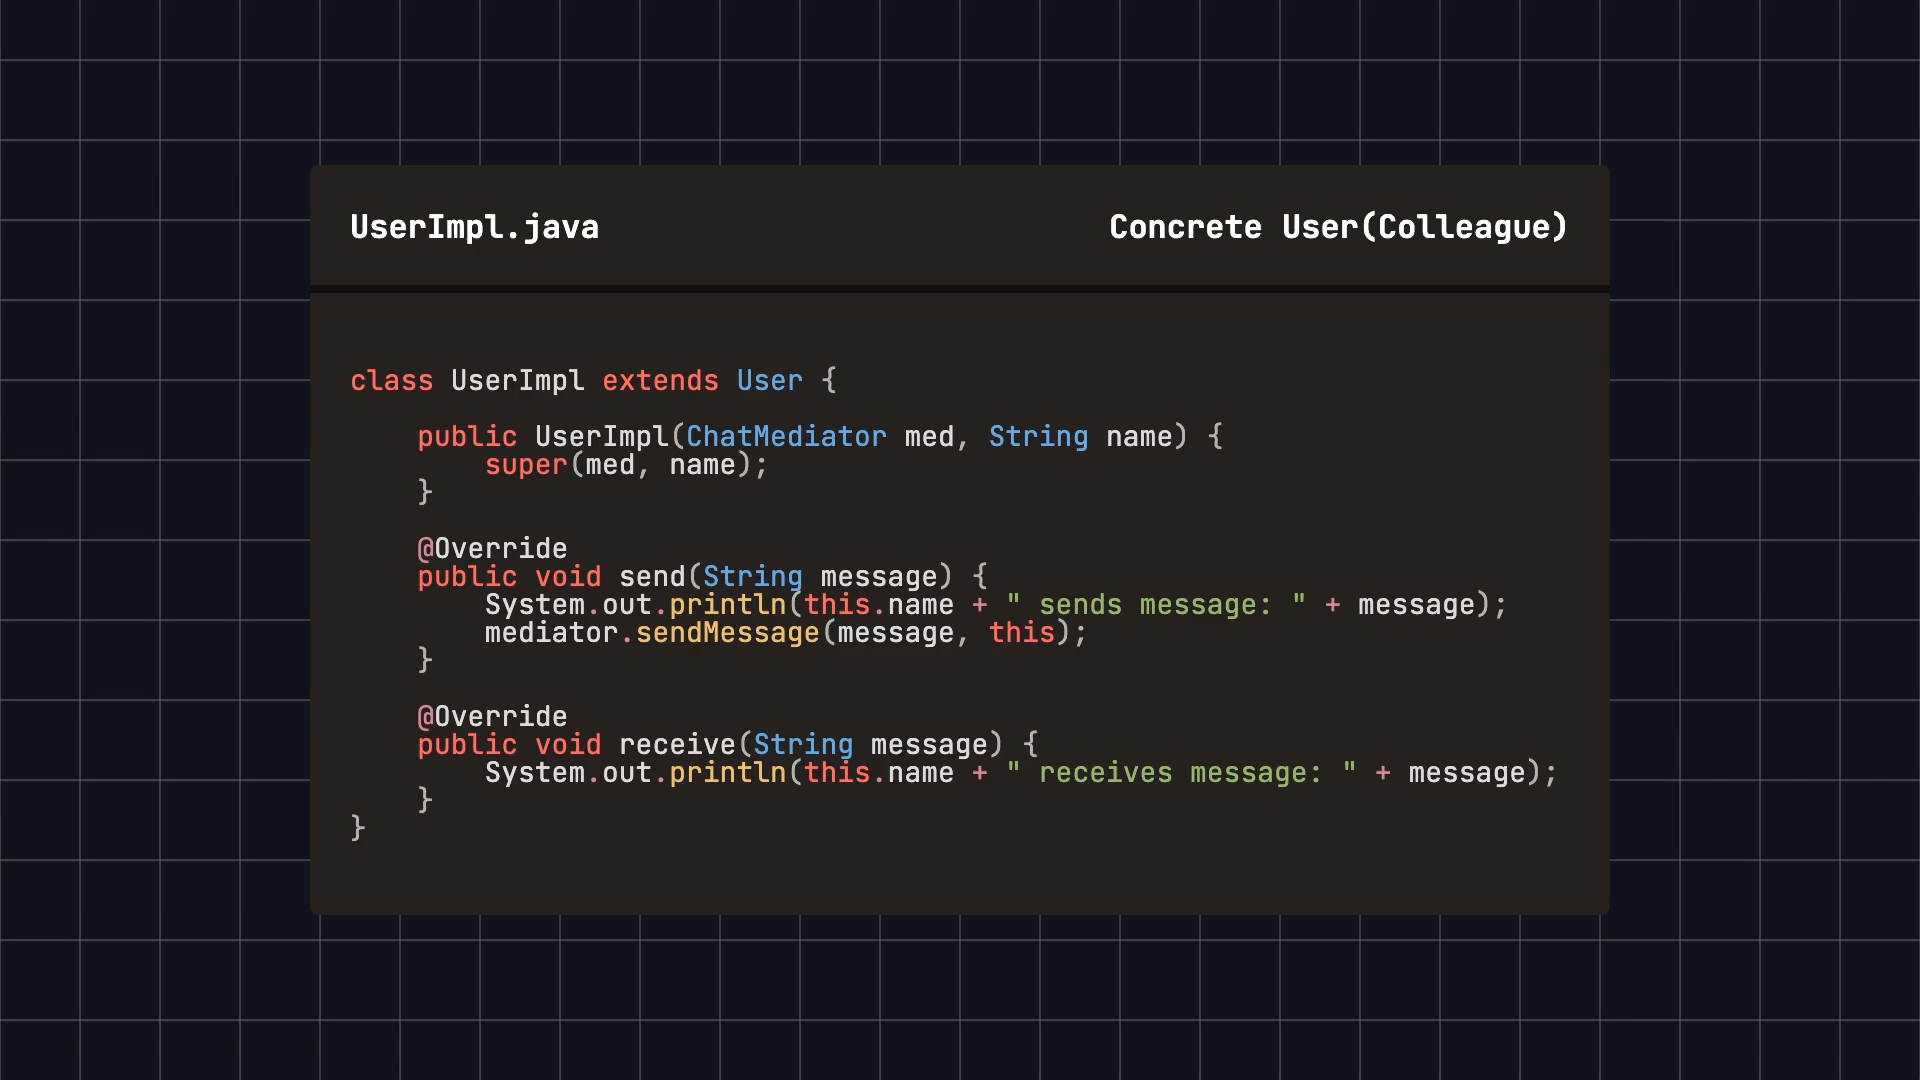 UserImpl.java
Concrete User(Colleague)
class UserImpl extends User {
    public UserImpl(ChatMediator med, String name) {
        super(med, name);
    }
    @Override
    public void send(String message) {
        System.out.println(this.name + " sends message: " + message);
        mediator.sendMessage(message, this);
    }
    @Override
    public void receive(String message) {
        System.out.println(this.name + " receives message: " + message);
    }
}